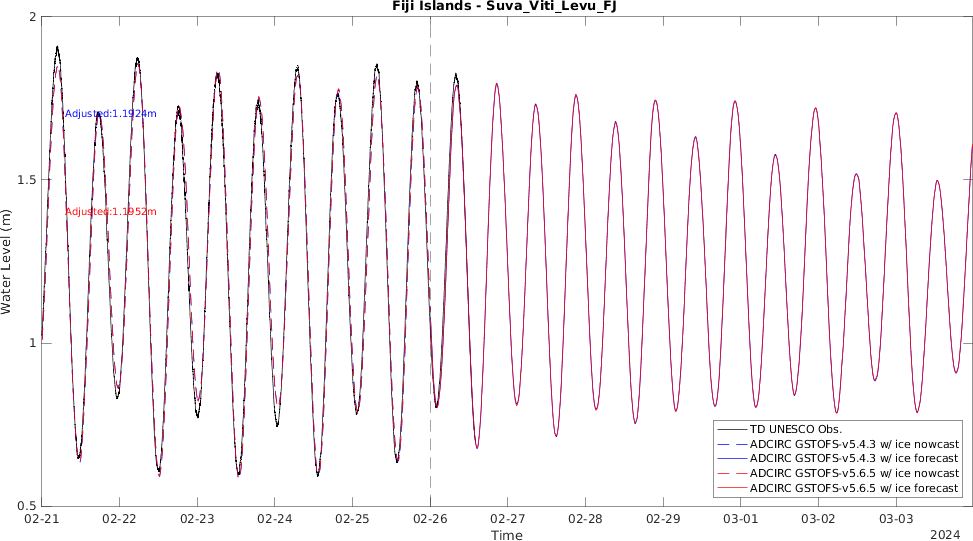 Fiji Islands - Suva_Viti_Levu_FJ
2
Adjusted:1.1924m
1.5
Adjusted:1.1952m
Water Level (m)
1
TD UNESCO Obs.
ADCIRC GSTOFS-v5.4.3 w/ ice nowcast
ADCIRC GSTOFS-v5.4.3 w/ ice forecast
ADCIRC GSTOFS-v5.6.5 w/ ice nowcast
ADCIRC GSTOFS-v5.6.5 w/ ice forecast
0.5
02-21 02-22 02-23 02-24 02-25 02-26 02-27 02-28 02-29 03-01 03-02 03-03
Time
2024